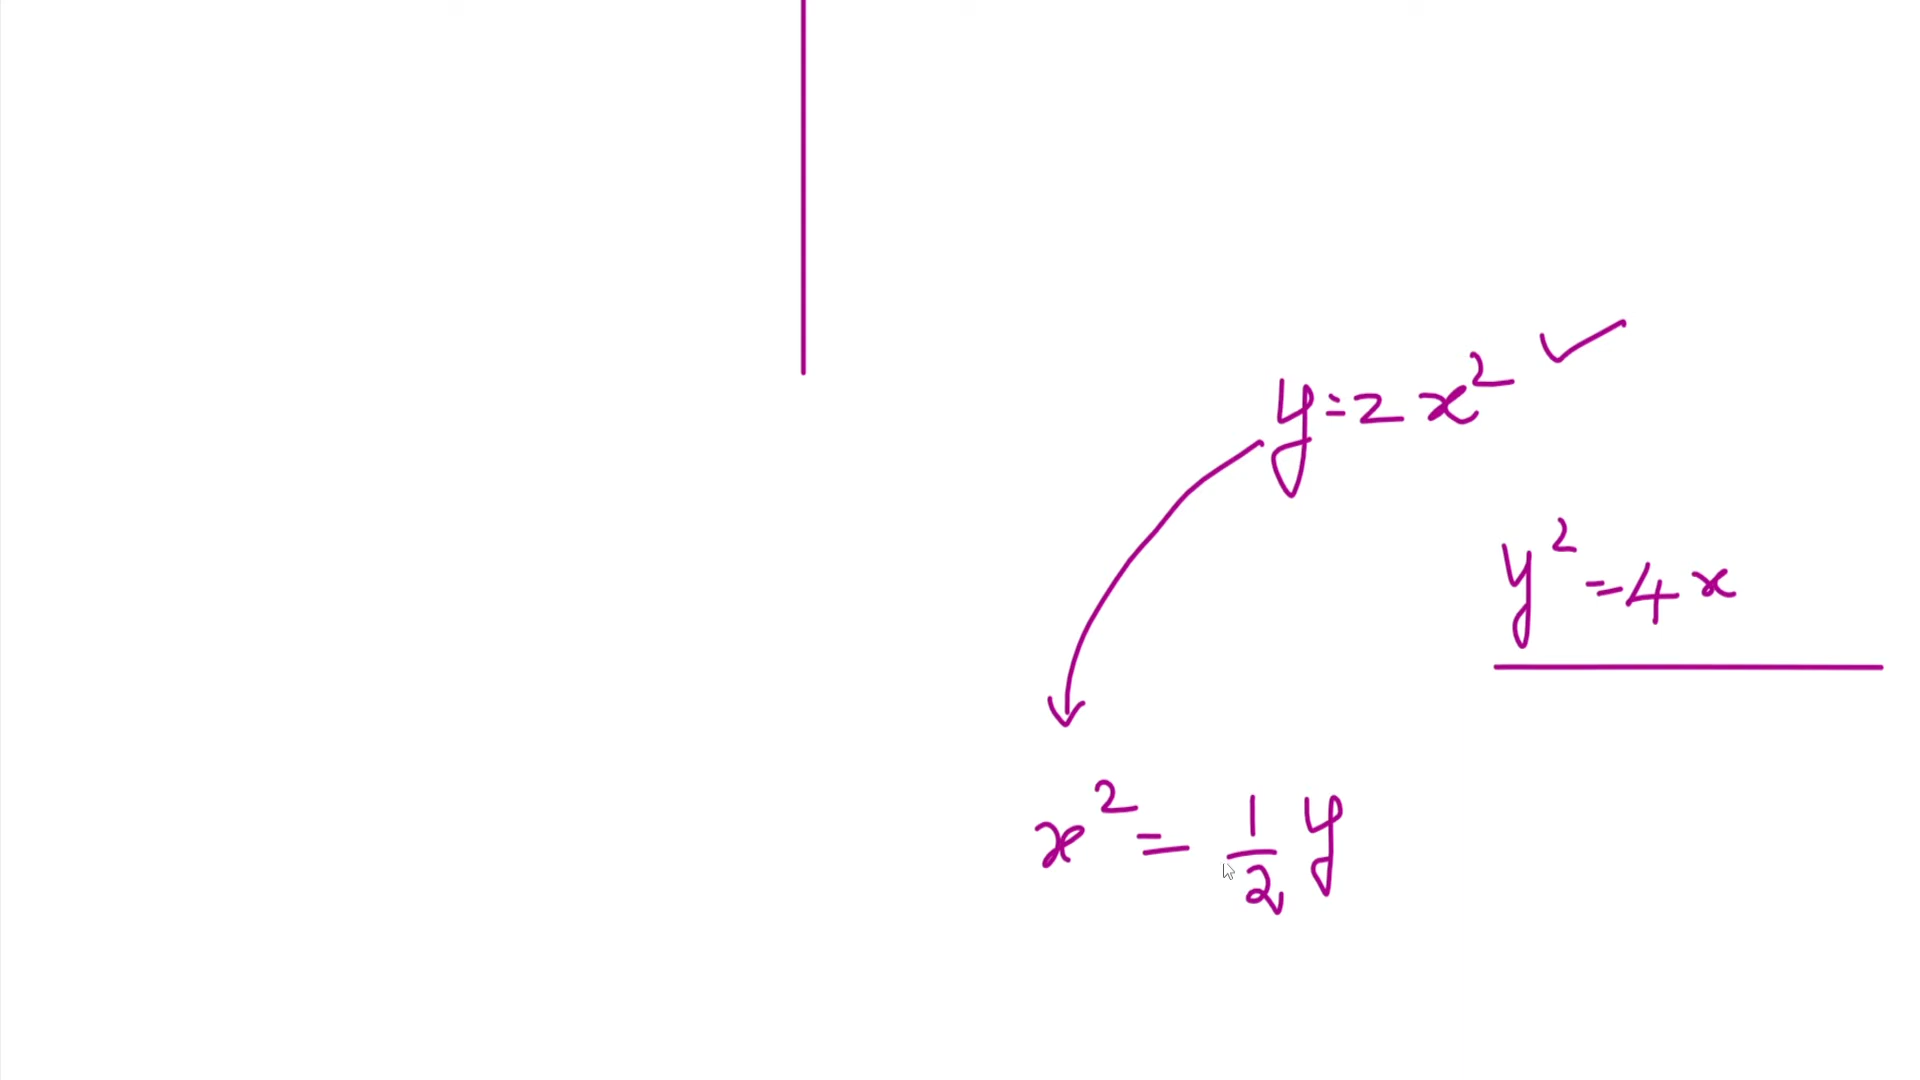 y=2x²
y²=4x
x²= 1/2 y